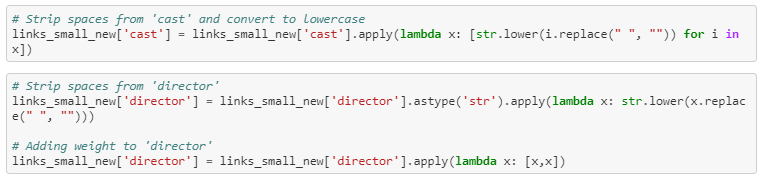 # Strip spaces from 'cast' and convert to lowercase
links_small_new['cast'] = links_small_new['cast'].apply(lambda x: [str.lower(i.replace(" ", "")) for i in
x])
# Strip spaces from 'director'
links_small_new['director'] = links_small_new['director'].astype('str').apply(lambda x: str.lower(x.replac
e(" ", "")))
# Adding weight to 'director'
links_small_new['director'] = links_small_new['director'].apply(lambda x: [x,x])